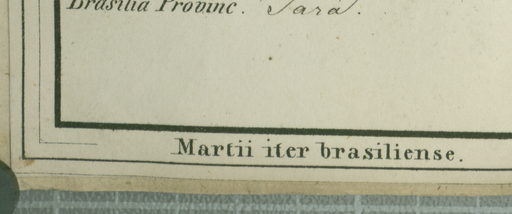 Brasilia Provinc. Para.
Martii iter brasiliense.